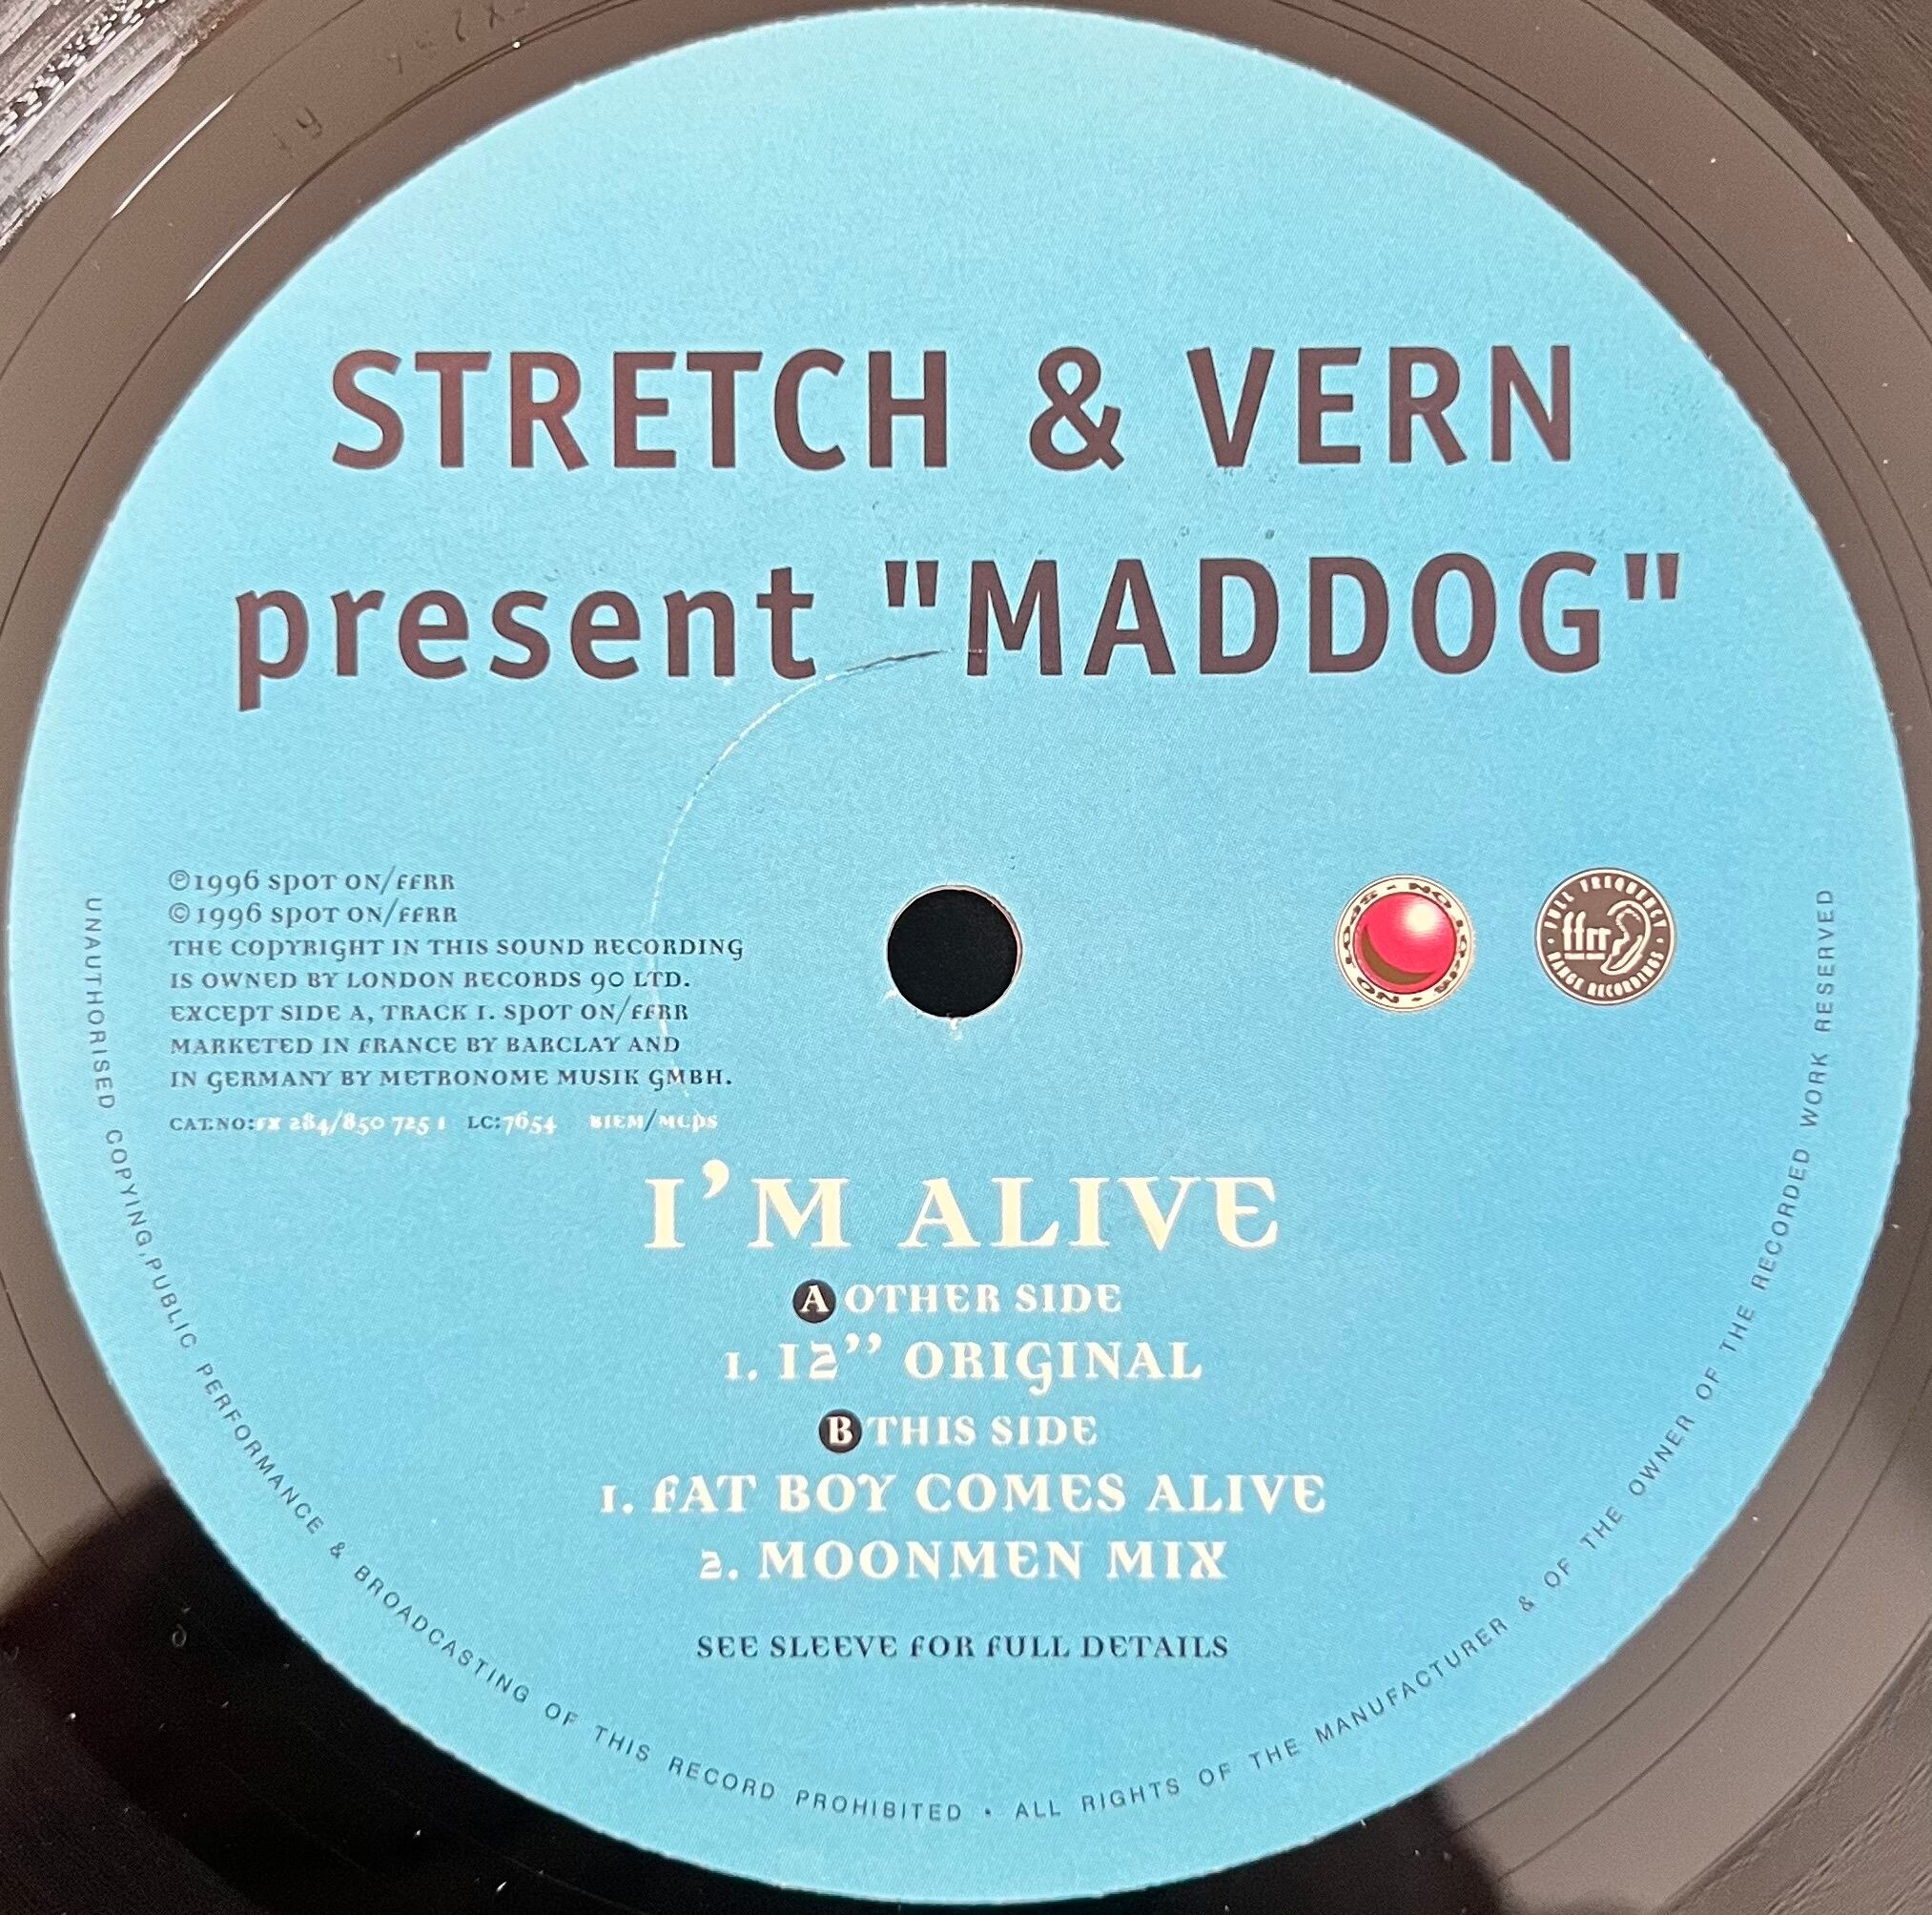 STRETCH & VERN
present "MADDOG"
℗1996 SPOT ON/FFRR
©1996 SPOT ON/FFRR
THE COPYRIGHT IN THIS SOUND RECORDING
IS OWNED BY LONDON RECORDS 90 LTD.
EXCEPT SIDE A, TRACK 1. SPOT ON/FFRR
MARKETED IN FRANCE BY BARCLAY AND
IN GERMANY BY METRONOME MUSIK GMBH.
CAT.NO:FX 284/850 725 1 LC:7654 BIEM/MCPS
FULL FREQUENCY
ffrr
RANGE RECORDINGS
I'M ALIVE
A OTHER SIDE
1. 12'' ORIGINAL
B THIS SIDE
1. FAT BOY COMES ALIVE
2. MOONMEN MIX
SEE SLEEVE FOR FULL DETAILS
UNAUTHORISED COPYING, PUBLIC PERFORMANCE & BROADCASTING OF THIS RECORD PROHIBITED • ALL RIGHTS OF THE MANUFACTURER & OF THE OWNER OF THE RECORDED WORK RESERVED